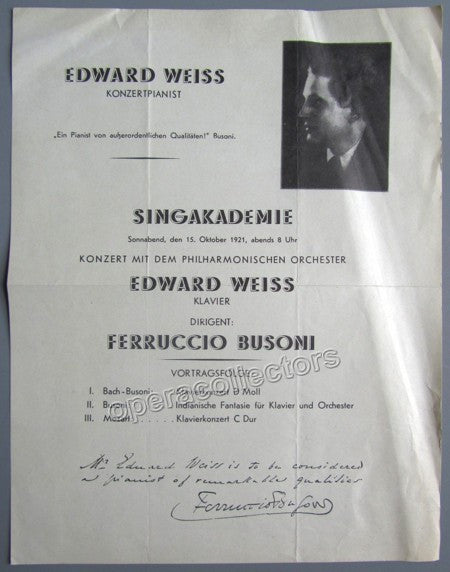 EDWARD WEISS
KONZERTPIANIST
„Ein Pianist von außerordentlichen Qualitäten!" Busoni.
SINGAKADEMIE
Sonnabend, den 15. Oktober 1921, abends 8 Uhr
KONZERT MIT DEM PHILHARMONISCHEN ORCHESTER
EDWARD WEISS
KLAVIER
DIRIGENT:
FERRUCCIO BUSONI
VORTRAGSFOLGE
I. Bach-Busoni: Klavierkonzert D Moll
II. Busoni: Indianische Fantasie für Klavier und Orchester
III. Mozart . . . . . . Klavierkonzert C Dur
operacollectors
Mr Edward Weiss is to be considered
a pianist of remarkable qualities
Ferruccio Busoni